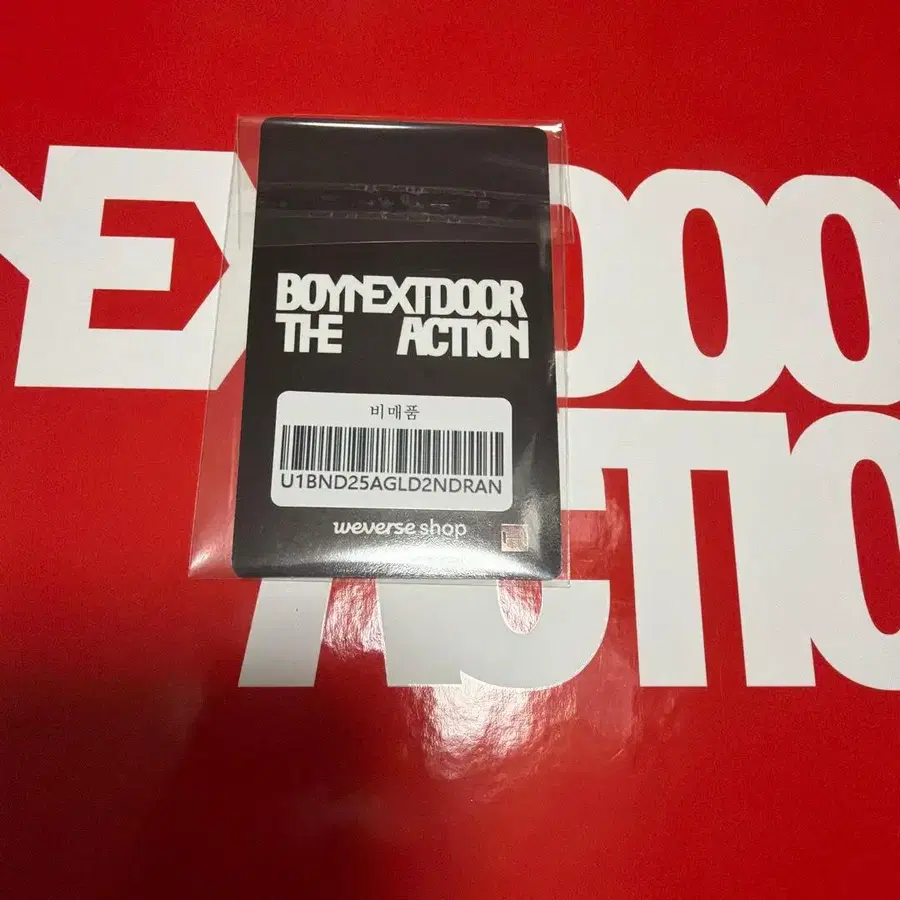 BOYNEXTDOOR
THE ACTION
비매품
U1BND25AGLD2NDRAN
weverse shop